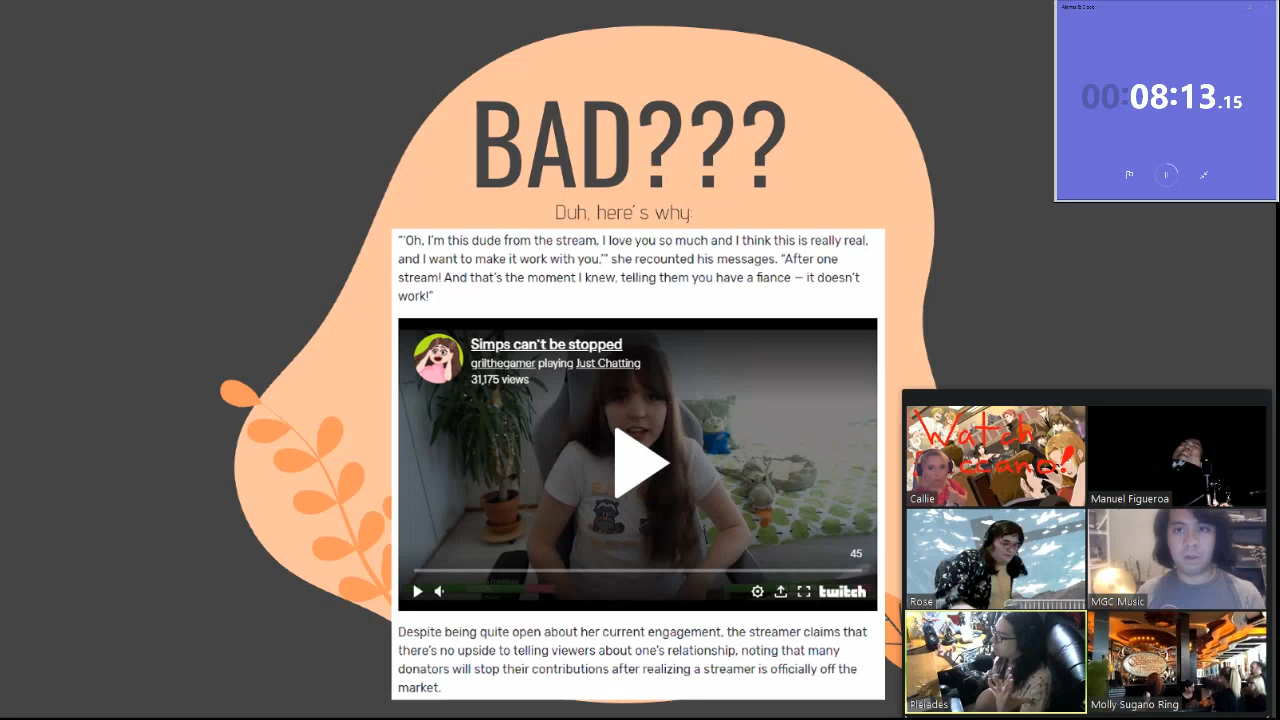 Alarms & Clock
00:08:13.15
BAD???
Duh, here's why:
"'Oh, I'm this dude from the stream, I love you so much and I think this is really real,
and I want to make it work with you,'" she recounted his messages. "After one
stream! And that's the moment I knew, telling them you have a fiance – it doesn't
work!"
Simps can't be stopped
grilthegamer playing Just Chatting
31,175 views
45
twitch
Despite being quite open about her current engagement, the streamer claims that
there's no upside to telling viewers about one's relationship, noting that many
donators will stop their contributions after realizing a streamer is officially off the
market.
Watch
Baccano!
Callie
Manuel Figueroa
Rose
MGC Music
Pleiades
Molly Sugano Ring